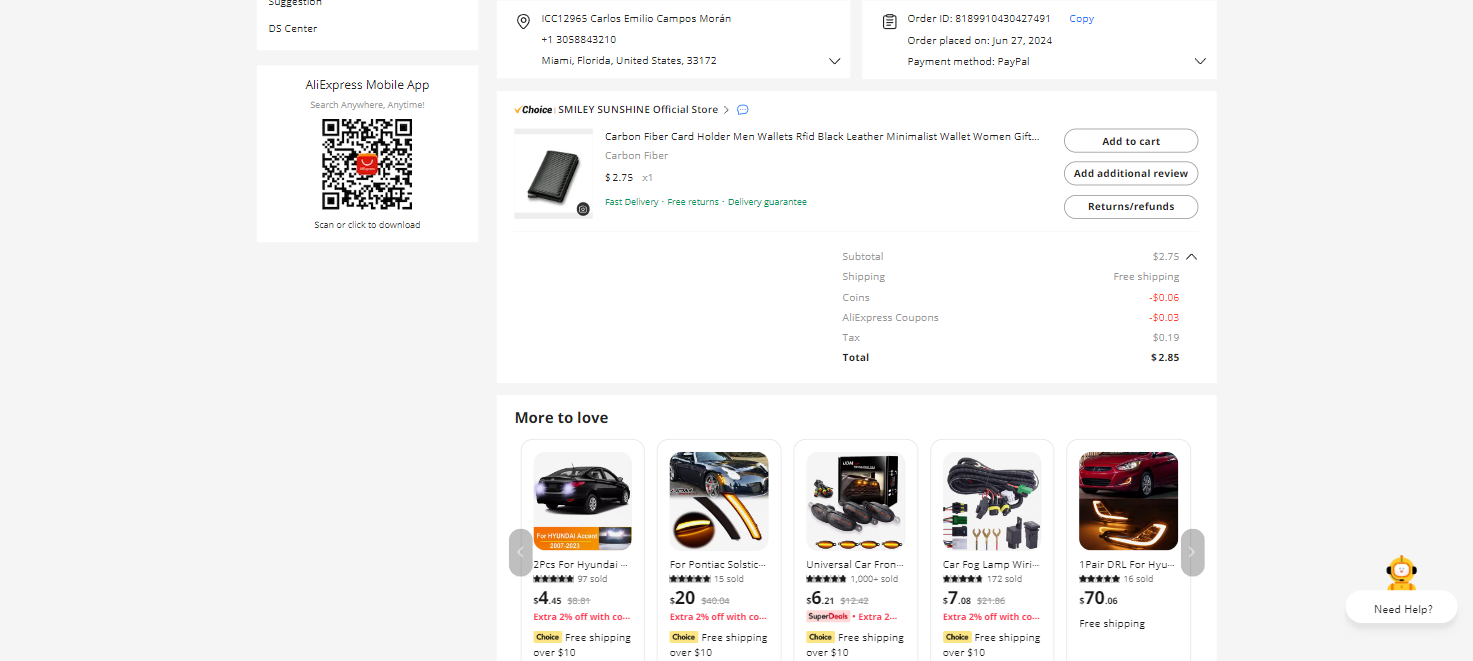 Suggestion
DS Center
AliExpress Mobile App
Search Anywhere, Anytime!
Scan or click to download
ICC12965 Carlos Emilio Campos Morán
+1 3058843210
Miami, Florida, United States, 33172
Order ID: 8189910430427491 Copy
Order placed on: Jun 27, 2024
Payment method: PayPal
Choice SMILEY SUNSHINE Official Store
Carbon Fiber Card Holder Men Wallets Rfid Black Leather Minimalist Wallet Women Gift...
Carbon Fiber
$2.75 x1
Fast Delivery · Free returns · Delivery guarantee
Add to cart
Add additional review
Returns/refunds
Subtotal $2.75
Shipping Free shipping
Coins -$0.06
AliExpress Coupons -$0.03
Tax $0.19
Total $2.85
More to love
For HYUNDAI Accent
2007-2023
2Pcs For Hyundai ...
97 sold
$4.45 $8.81
Extra 2% off with co...
Choice Free shipping
over $10
For Pontiac Solstic...
15 sold
$20 $40.04
Extra 2% off with co...
Choice Free shipping
over $10
Universal Car Fron...
1,000+ sold
$6.21 $12.42
SuperDeals • Extra 2...
Choice Free shipping
over $10
Car Fog Lamp Wiri...
172 sold
$7.08 $21.86
Extra 2% off with co...
Choice Free shipping
over $10
1Pair DRL For Hyu...
16 sold
$70.06
Free shipping
Need Help?